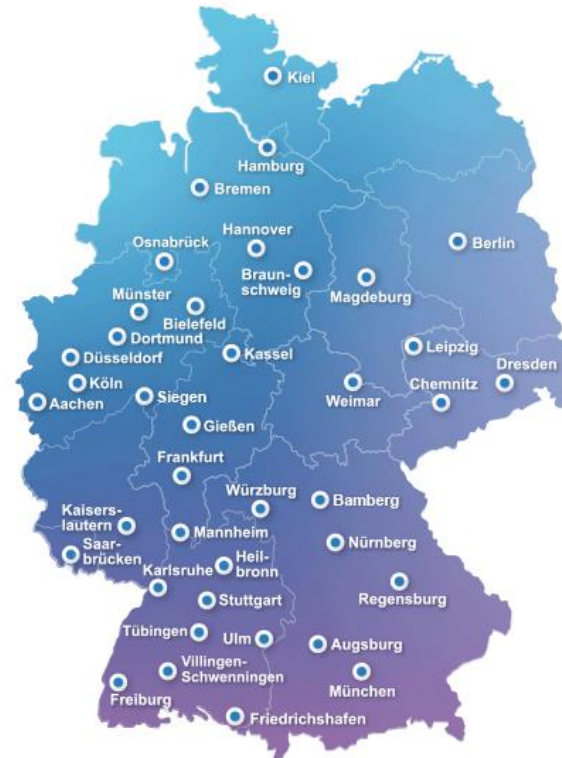 Kiel
Hamburg
Bremen
Hannover
Berlin
Osnabrück
Braun-
schweig
Magdeburg
Münster
Bielefeld
Dortmund
Leipzig
Düsseldorf
Kassel
Dresden
Köln
Chemnitz
Aachen
Siegen
Weimar
Gießen
Frankfurt
Würzburg
Bamberg
Kaisers-
lautern
Mannheim
Nürnberg
Saar-
brücken
Heil-
bronn
Karlsruhe
Stuttgart
Regensburg
Tübingen
Ulm
Augsburg
Villingen-
Schwenningen
München
Freiburg
Friedrichshafen